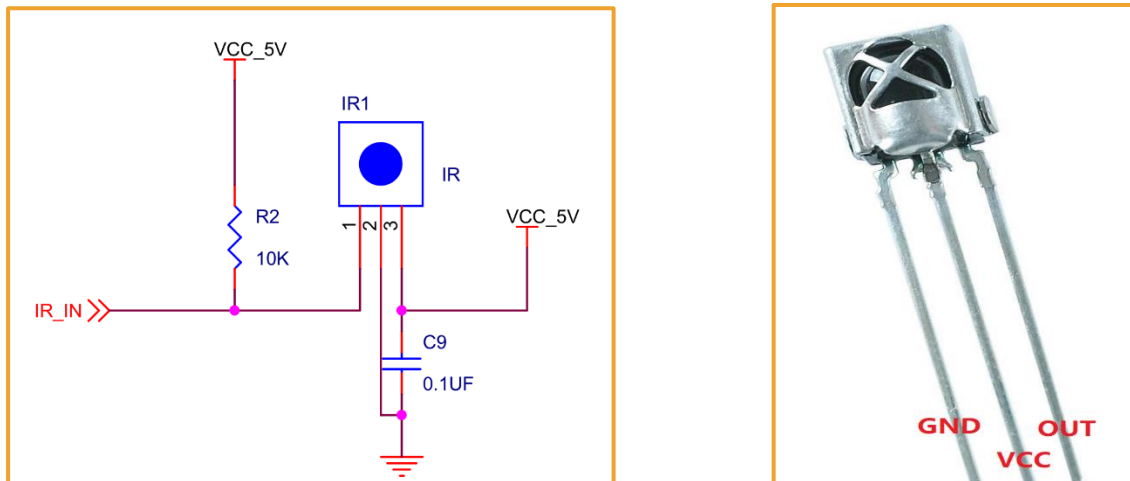 VCC_5V
IR1
IR
R2
10K
1
2
3
VCC_5V
IR_IN
C9
0.1UF
GND
OUT
VCC